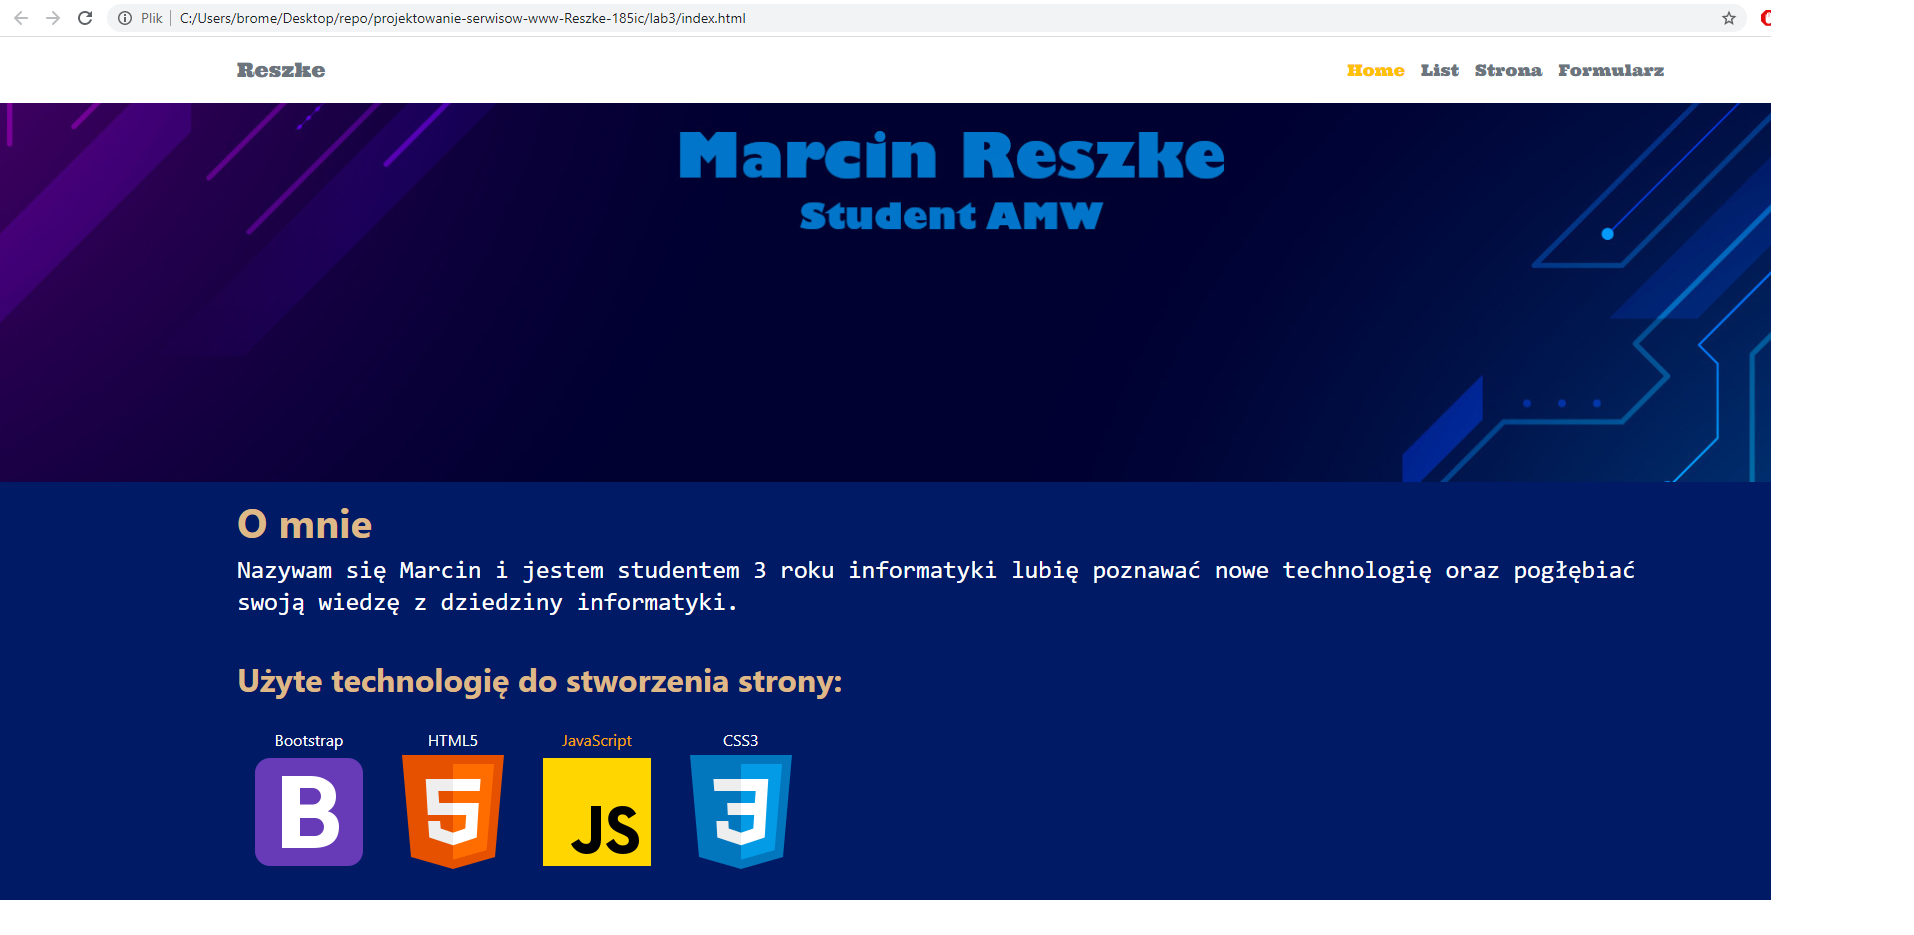 Plik | C:/Users/brome/Desktop/repo/projektowanie-serwisow-www-Reszke-185ic/lab3/index.html
Reszke Home List Strona Formularz
Marcin Reszke
Student AMW
O mnie
Nazywam się Marcin i jestem studentem 3 roku informatyki lubię poznawać nowe technologię oraz pogłębiać
swoją wiedzę z dziedziny informatyki.
Użyte technologię do stworzenia strony:
Bootstrap HTML5 JavaScript CSS3
B 5 JS 3